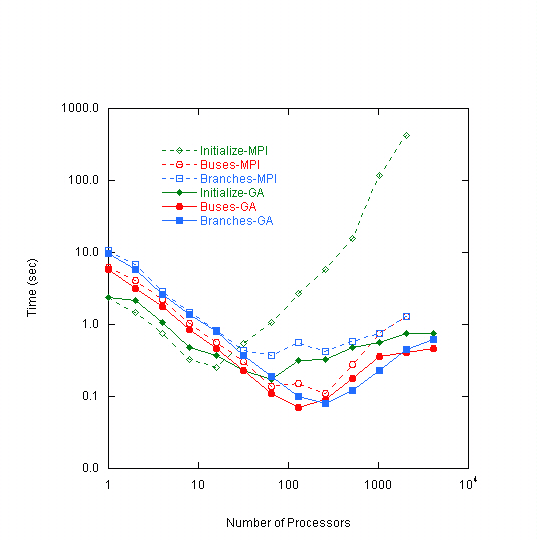 1000.0
100.0
10.0
1.0
0.1
0.0
Time (sec)
Initialize-MPI
Buses-MPI
Branches-MPI
Initialize-GA
Buses-GA
Branches-GA
1 10 100 1000 10⁴
Number of Processors